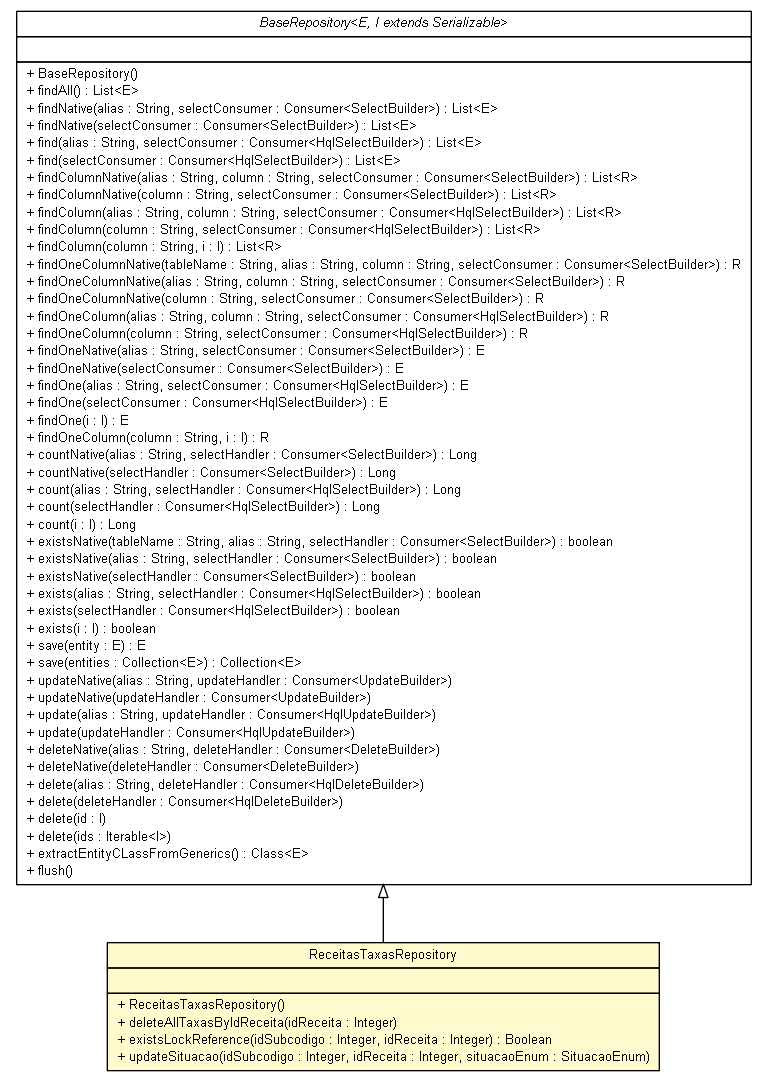 BaseRepository<E, I extends Serializable>
+ BaseRepository()
+ findAll() : List<E>
+ findNative(alias : String, selectConsumer : Consumer<SelectBuilder>) : List<E>
+ findNative(selectConsumer : Consumer<SelectBuilder>) : List<E>
+ find(alias : String, selectConsumer : Consumer<HqlSelectBuilder>) : List<E>
+ find(selectConsumer : Consumer<HqlSelectBuilder>) : List<E>
+ findColumnNative(alias : String, column : String, selectConsumer : Consumer<SelectBuilder>) : List<R>
+ findColumnNative(column : String, selectConsumer : Consumer<SelectBuilder>) : List<R>
+ findColumn(alias : String, column : String, selectConsumer : Consumer<HqlSelectBuilder>) : List<R>
+ findColumn(column : String, selectConsumer : Consumer<HqlSelectBuilder>) : List<R>
+ findColumn(column : String, i : I) : List<R>
+ findOneColumnNative(tableName : String, alias : String, column : String, selectConsumer : Consumer<SelectBuilder>) : R
+ findOneColumnNative(alias : String, column : String, selectConsumer : Consumer<SelectBuilder>) : R
+ findOneColumnNative(column : String, selectConsumer : Consumer<SelectBuilder>) : R
+ findOneColumn(alias : String, column : String, selectConsumer : Consumer<HqlSelectBuilder>) : R
+ findOneColumn(column : String, selectConsumer : Consumer<HqlSelectBuilder>) : R
+ findOneNative(alias : String, selectConsumer : Consumer<SelectBuilder>) : E
+ findOneNative(selectConsumer : Consumer<SelectBuilder>) : E
+ findOne(alias : String, selectConsumer : Consumer<HqlSelectBuilder>) : E
+ findOne(selectConsumer : Consumer<HqlSelectBuilder>) : E
+ findOne(i : I) : E
+ findOneColumn(column : String, i : I) : R
+ countNative(alias : String, selectHandler : Consumer<SelectBuilder>) : Long
+ countNative(selectHandler : Consumer<SelectBuilder>) : Long
+ count(alias : String, selectHandler : Consumer<HqlSelectBuilder>) : Long
+ count(selectHandler : Consumer<HqlSelectBuilder>) : Long
+ count(i : I) : Long
+ existsNative(tableName : String, alias : String, selectHandler : Consumer<SelectBuilder>) : boolean
+ existsNative(alias : String, selectHandler : Consumer<SelectBuilder>) : boolean
+ existsNative(selectHandler : Consumer<SelectBuilder>) : boolean
+ exists(alias : String, selectHandler : Consumer<HqlSelectBuilder>) : boolean
+ exists(selectHandler : Consumer<HqlSelectBuilder>) : boolean
+ exists(i : I) : boolean
+ save(entity : E) : E
+ save(entities : Collection<E>) : Collection<E>
+ updateNative(alias : String, updateHandler : Consumer<UpdateBuilder>)
+ updateNative(updateHandler : Consumer<UpdateBuilder>)
+ update(alias : String, updateHandler : Consumer<HqlUpdateBuilder>)
+ update(updateHandler : Consumer<HqlUpdateBuilder>)
+ deleteNative(alias : String, deleteHandler : Consumer<DeleteBuilder>)
+ deleteNative(deleteHandler : Consumer<DeleteBuilder>)
+ delete(alias : String, deleteHandler : Consumer<HqlDeleteBuilder>)
+ delete(deleteHandler : Consumer<HqlDeleteBuilder>)
+ delete(id : I)
+ delete(ids : Iterable<I>)
+ extractEntityCLassFromGenerics() : Class<E>
+ flush()
ReceitasTaxasRepository
+ ReceitasTaxasRepository()
+ deleteAllTaxasByIdReceita(idReceita : Integer)
+ existsLockReference(idSubcodigo : Integer, idReceita : Integer) : Boolean
+ updateSituacao(idSubcodigo : Integer, idReceita : Integer, situacaoEnum : SituacaoEnum)